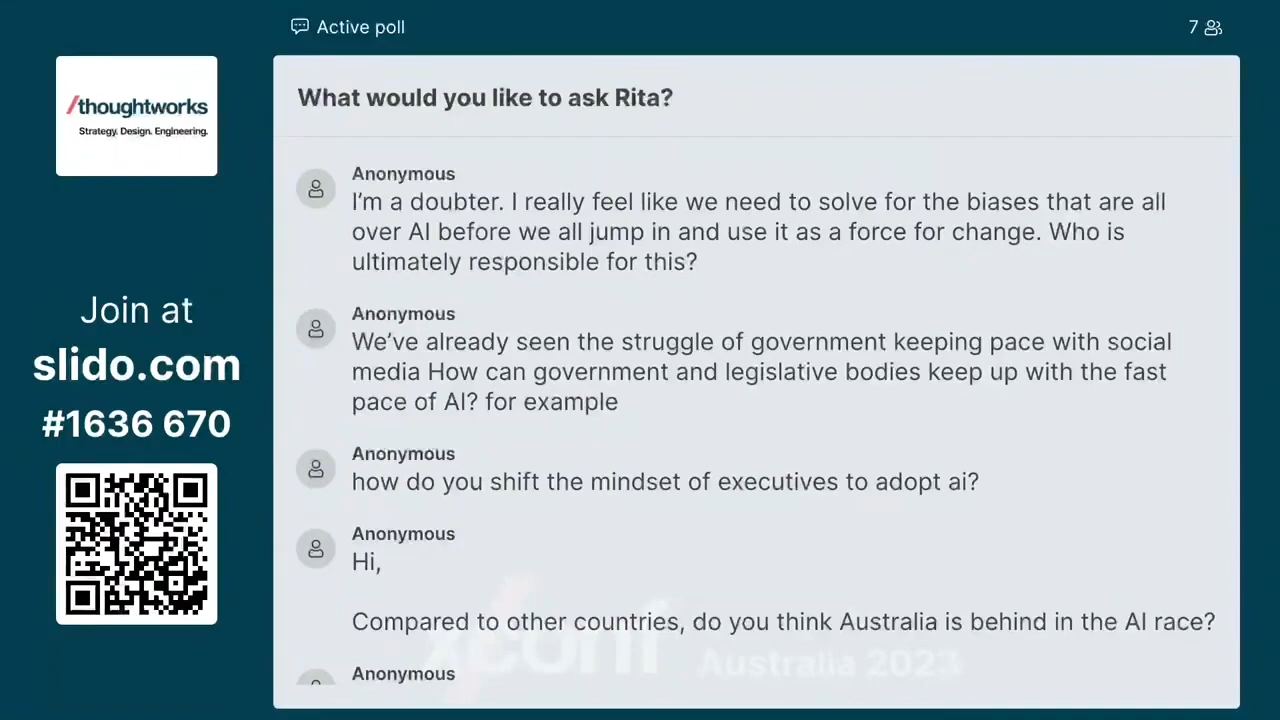 Active poll
7
/thoughtworks
Strategy. Design. Engineering.
What would you like to ask Rita?
Anonymous
I'm a doubter. I really feel like we need to solve for the biases that are all
over AI before we all jump in and use it as a force for change. Who is
ultimately responsible for this?
Anonymous
We've already seen the struggle of government keeping pace with social
media How can government and legislative bodies keep up with the fast
pace of AI? for example
Anonymous
how do you shift the mindset of executives to adopt ai?
Anonymous
Hi,
Compared to other countries, do you think Australia is behind in the AI race?
Anonymous
Join at
slido.com
#1636 670
xconf
Australia 2023